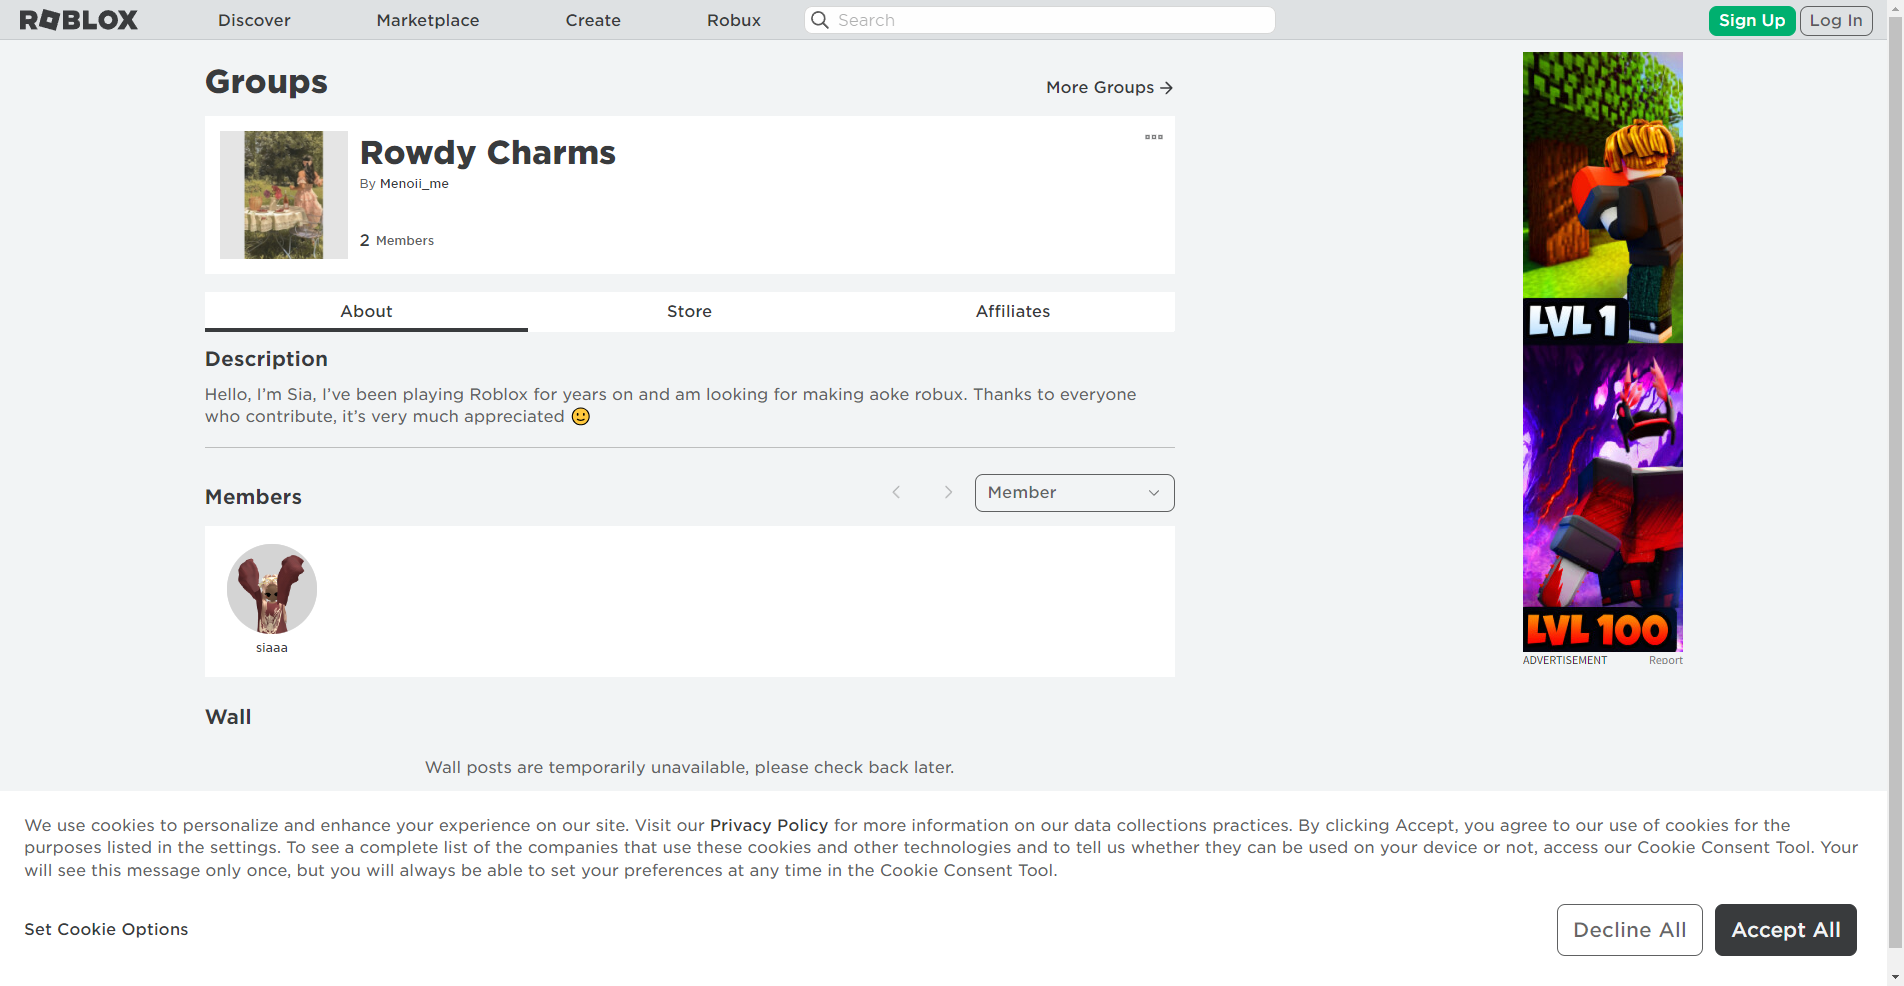 ROBLOX
Discover
Marketplace
Create
Robux
Search
Sign Up
Log In
Groups
More Groups
Rowdy Charms
By Menoii_me
2 Members
About
Store
Affiliates
Description
Hello, I’m Sia, I’ve been playing Roblox for years on and am looking for making aoke robux. Thanks to everyone
who contribute, it’s very much appreciated 🙂
Members
Member
siaaa
Wall
Wall posts are temporarily unavailable, please check back later.
LVL 1
LVL 100
ADVERTISEMENT
Report
We use cookies to personalize and enhance your experience on our site. Visit our Privacy Policy for more information on our data collections practices. By clicking Accept, you agree to our use of cookies for the
purposes listed in the settings. To see a complete list of the companies that use these cookies and other technologies and to tell us whether they can be used on your device or not, access our Cookie Consent Tool. Your
will see this message only once, but you will always be able to set your preferences at any time in the Cookie Consent Tool.
Set Cookie Options
Decline All
Accept All